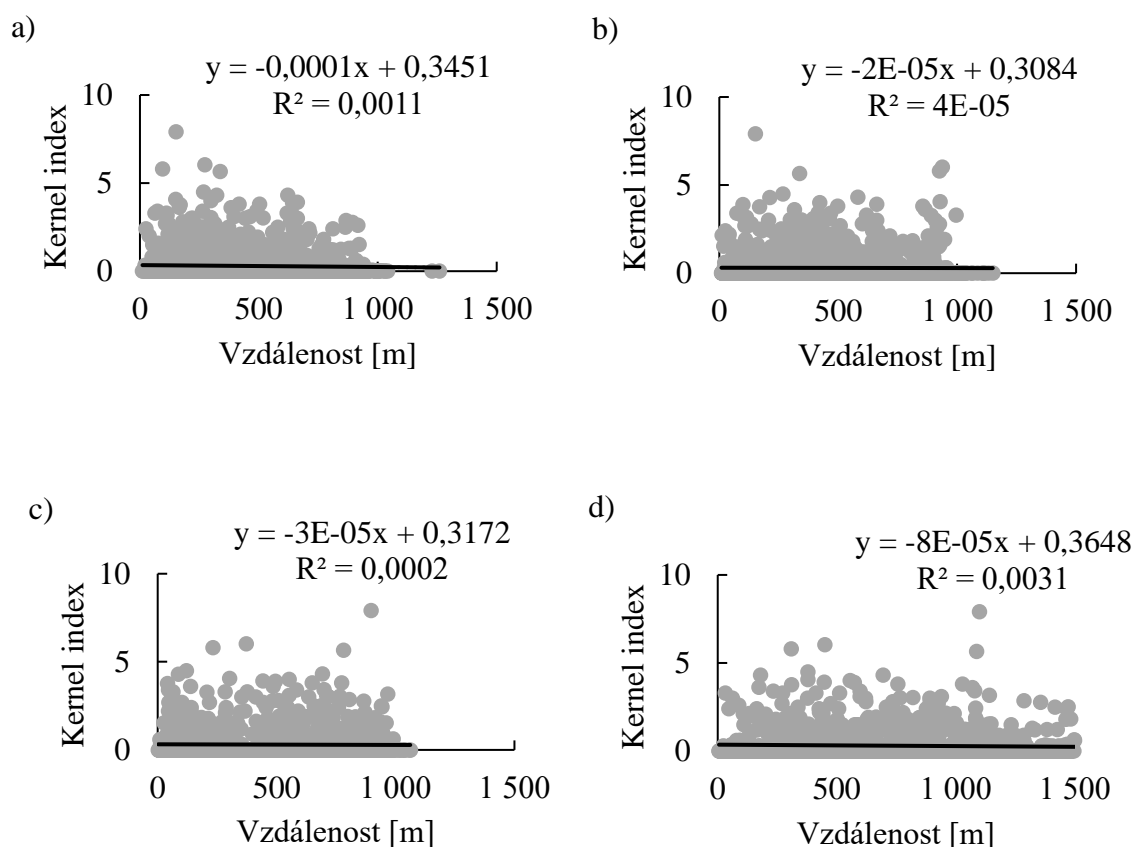 a)
y = -0,0001x + 0,3451
R² = 0,0011
10
5
0
Kernel index
0 500 1 000 1 500
Vzdálenost [m]
b)
y = -2E-05x + 0,3084
R² = 4E-05
10
5
0
Kernel index
0 500 1 000 1 500
Vzdálenost [m]
c)
y = -3E-05x + 0,3172
R² = 0,0002
10
5
0
Kernel index
0 500 1 000 1 500
Vzdálenost [m]
d)
y = -8E-05x + 0,3648
R² = 0,0031
10
5
0
Kernel index
0 500 1 000 1 500
Vzdálenost [m]